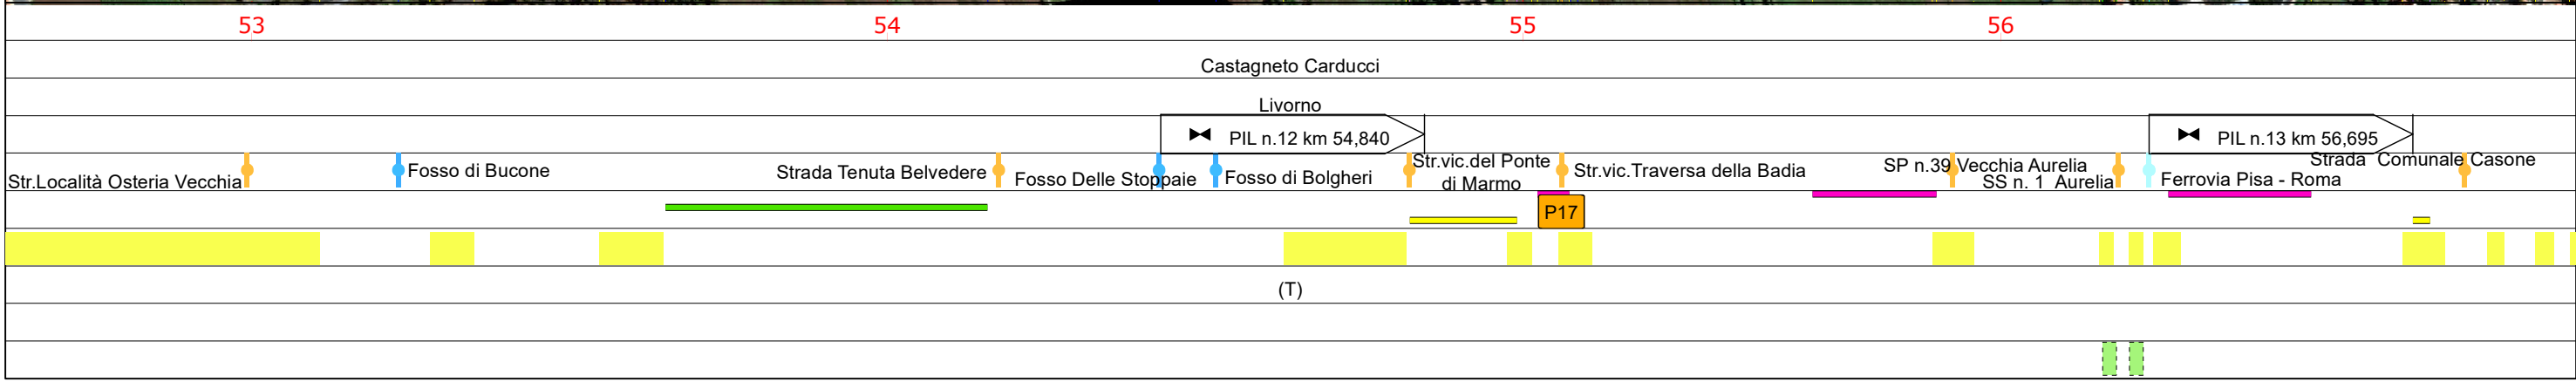 53 54 55 56
Castagneto Carducci
Livorno
PIL n.12 km 54,840
PIL n.13 km 56,695
Str.Località Osteria Vecchia
Fosso di Bucone
Strada Tenuta Belvedere
Fosso Delle Stoppaie
Fosso di Bolgheri
Str.vic.del Ponte
di Marmo
Str.vic.Traversa della Badia
SP n.39 Vecchia Aurelia
SS n. 1 Aurelia
Ferrovia Pisa - Roma
Strada Comunale Casone
P17
(T)